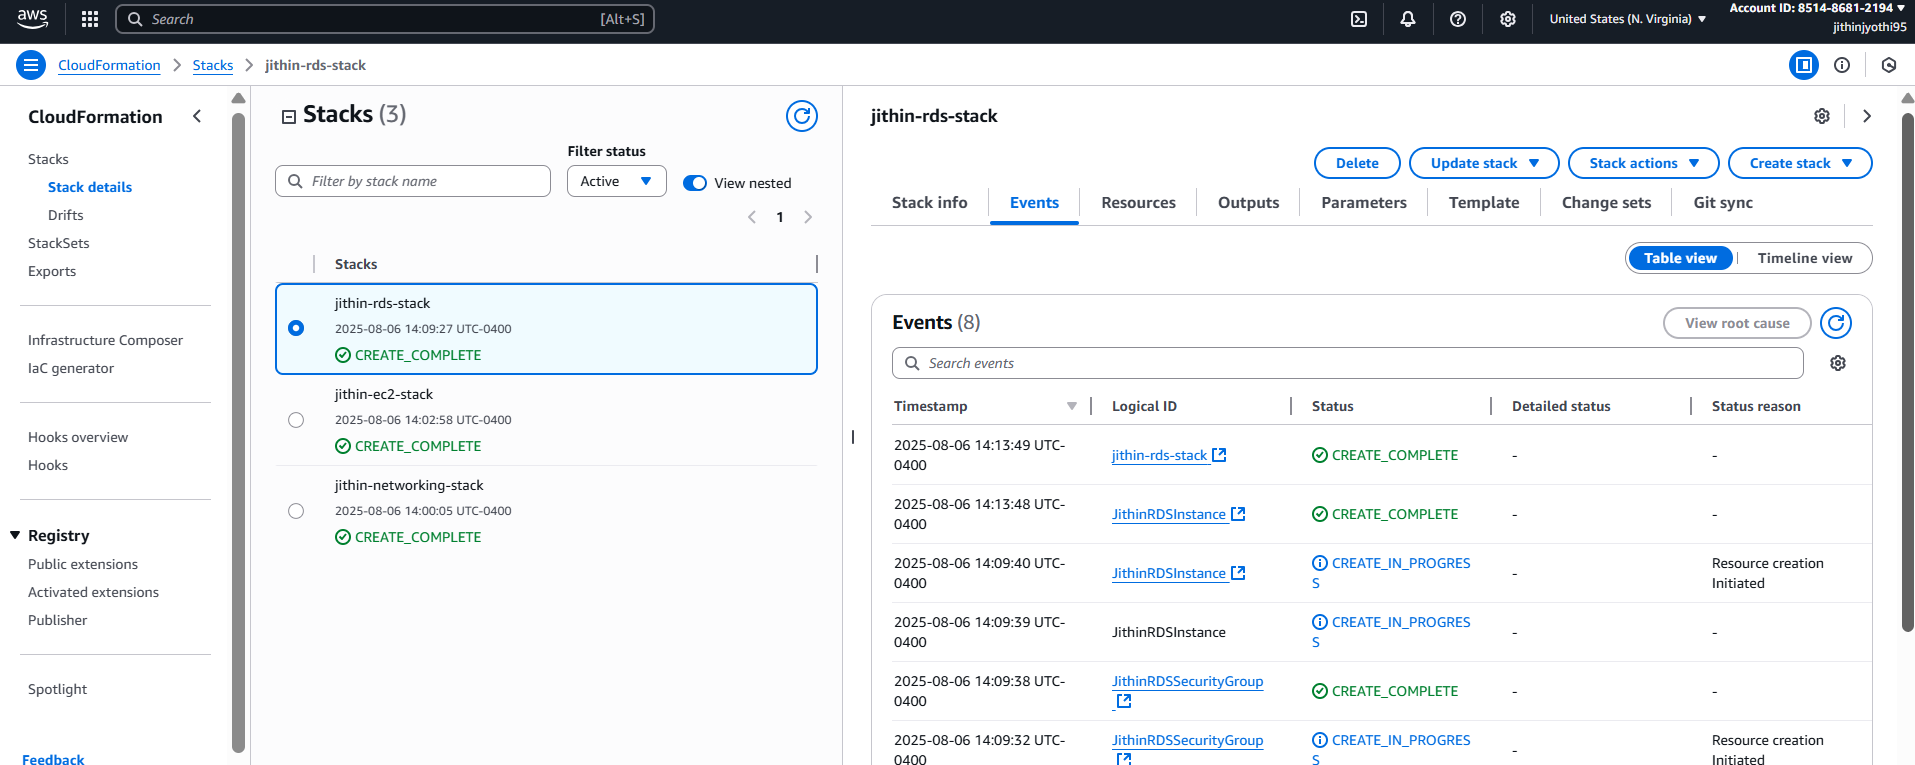 aws
Search
[Alt+S]
United States (N. Virginia)
Account ID: 8514-8681-2194
jithinjyothi95
CloudFormation
Stacks
jithin-rds-stack
CloudFormation
Stacks
Stack details
Drifts
StackSets
Exports
Infrastructure Composer
IaC generator
Hooks overview
Hooks
Registry
Public extensions
Activated extensions
Publisher
Spotlight
Feedback
Stacks (3)
Filter status
Filter by stack name
Active
View nested
1
Stacks
jithin-rds-stack
2025-08-06 14:09:27 UTC-0400
CREATE_COMPLETE
jithin-ec2-stack
2025-08-06 14:02:58 UTC-0400
CREATE_COMPLETE
jithin-networking-stack
2025-08-06 14:00:05 UTC-0400
CREATE_COMPLETE
jithin-rds-stack
Delete
Update stack
Stack actions
Create stack
Stack info
Events
Resources
Outputs
Parameters
Template
Change sets
Git sync
Table view
Timeline view
Events (8)
View root cause
Search events
Timestamp
Logical ID
Status
Detailed status
Status reason
2025-08-06 14:13:49 UTC-
0400
jithin-rds-stack
CREATE_COMPLETE
-
-
2025-08-06 14:13:48 UTC-
0400
JithinRDSInstance
CREATE_COMPLETE
-
-
2025-08-06 14:09:40 UTC-
0400
JithinRDSInstance
CREATE_IN_PROGRES
S
-
Resource creation
Initiated
2025-08-06 14:09:39 UTC-
0400
JithinRDSInstance
CREATE_IN_PROGRES
S
-
-
2025-08-06 14:09:38 UTC-
0400
JithinRDSSecurityGroup
CREATE_COMPLETE
-
-
2025-08-06 14:09:32 UTC-
0400
JithinRDSSecurityGroup
CREATE_IN_PROGRES
S
-
Resource creation
Initiated